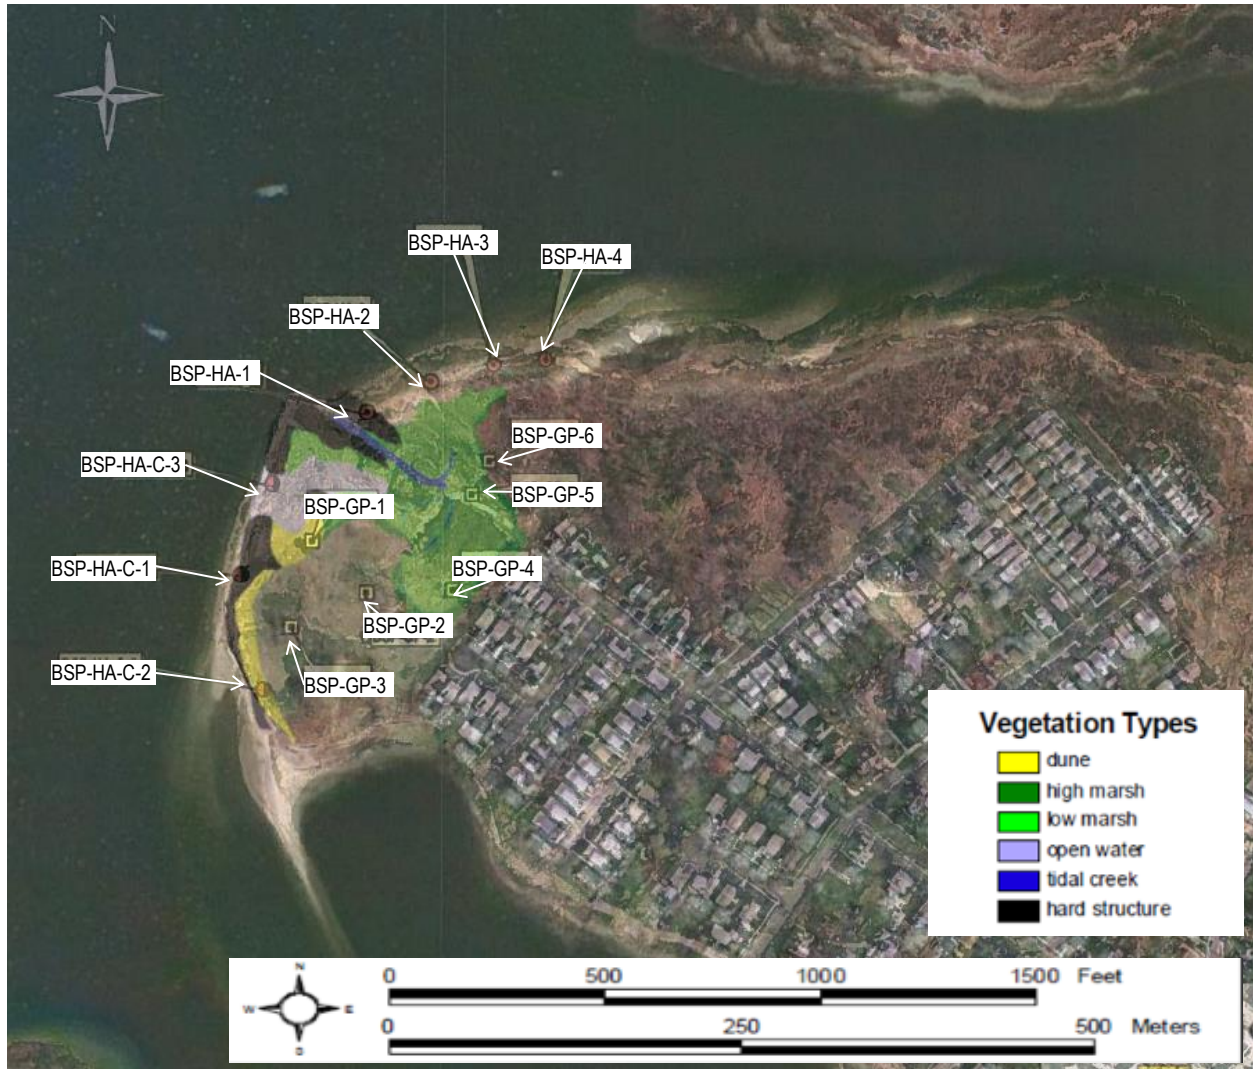 N
BSP-HA-3
BSP-HA-4
BSP-HA-2
BSP-HA-1
BSP-GP-6
BSP-HA-C-3
BSP-GP-5
BSP-GP-1
BSP-HA-C-1
BSP-GP-4
BSP-GP-2
BSP-HA-C-2
BSP-GP-3
Vegetation Types
dune
high marsh
low marsh
open water
tidal creek
hard structure
N
W E
0 500 1000 1500 Feet
0 250 500 Meters